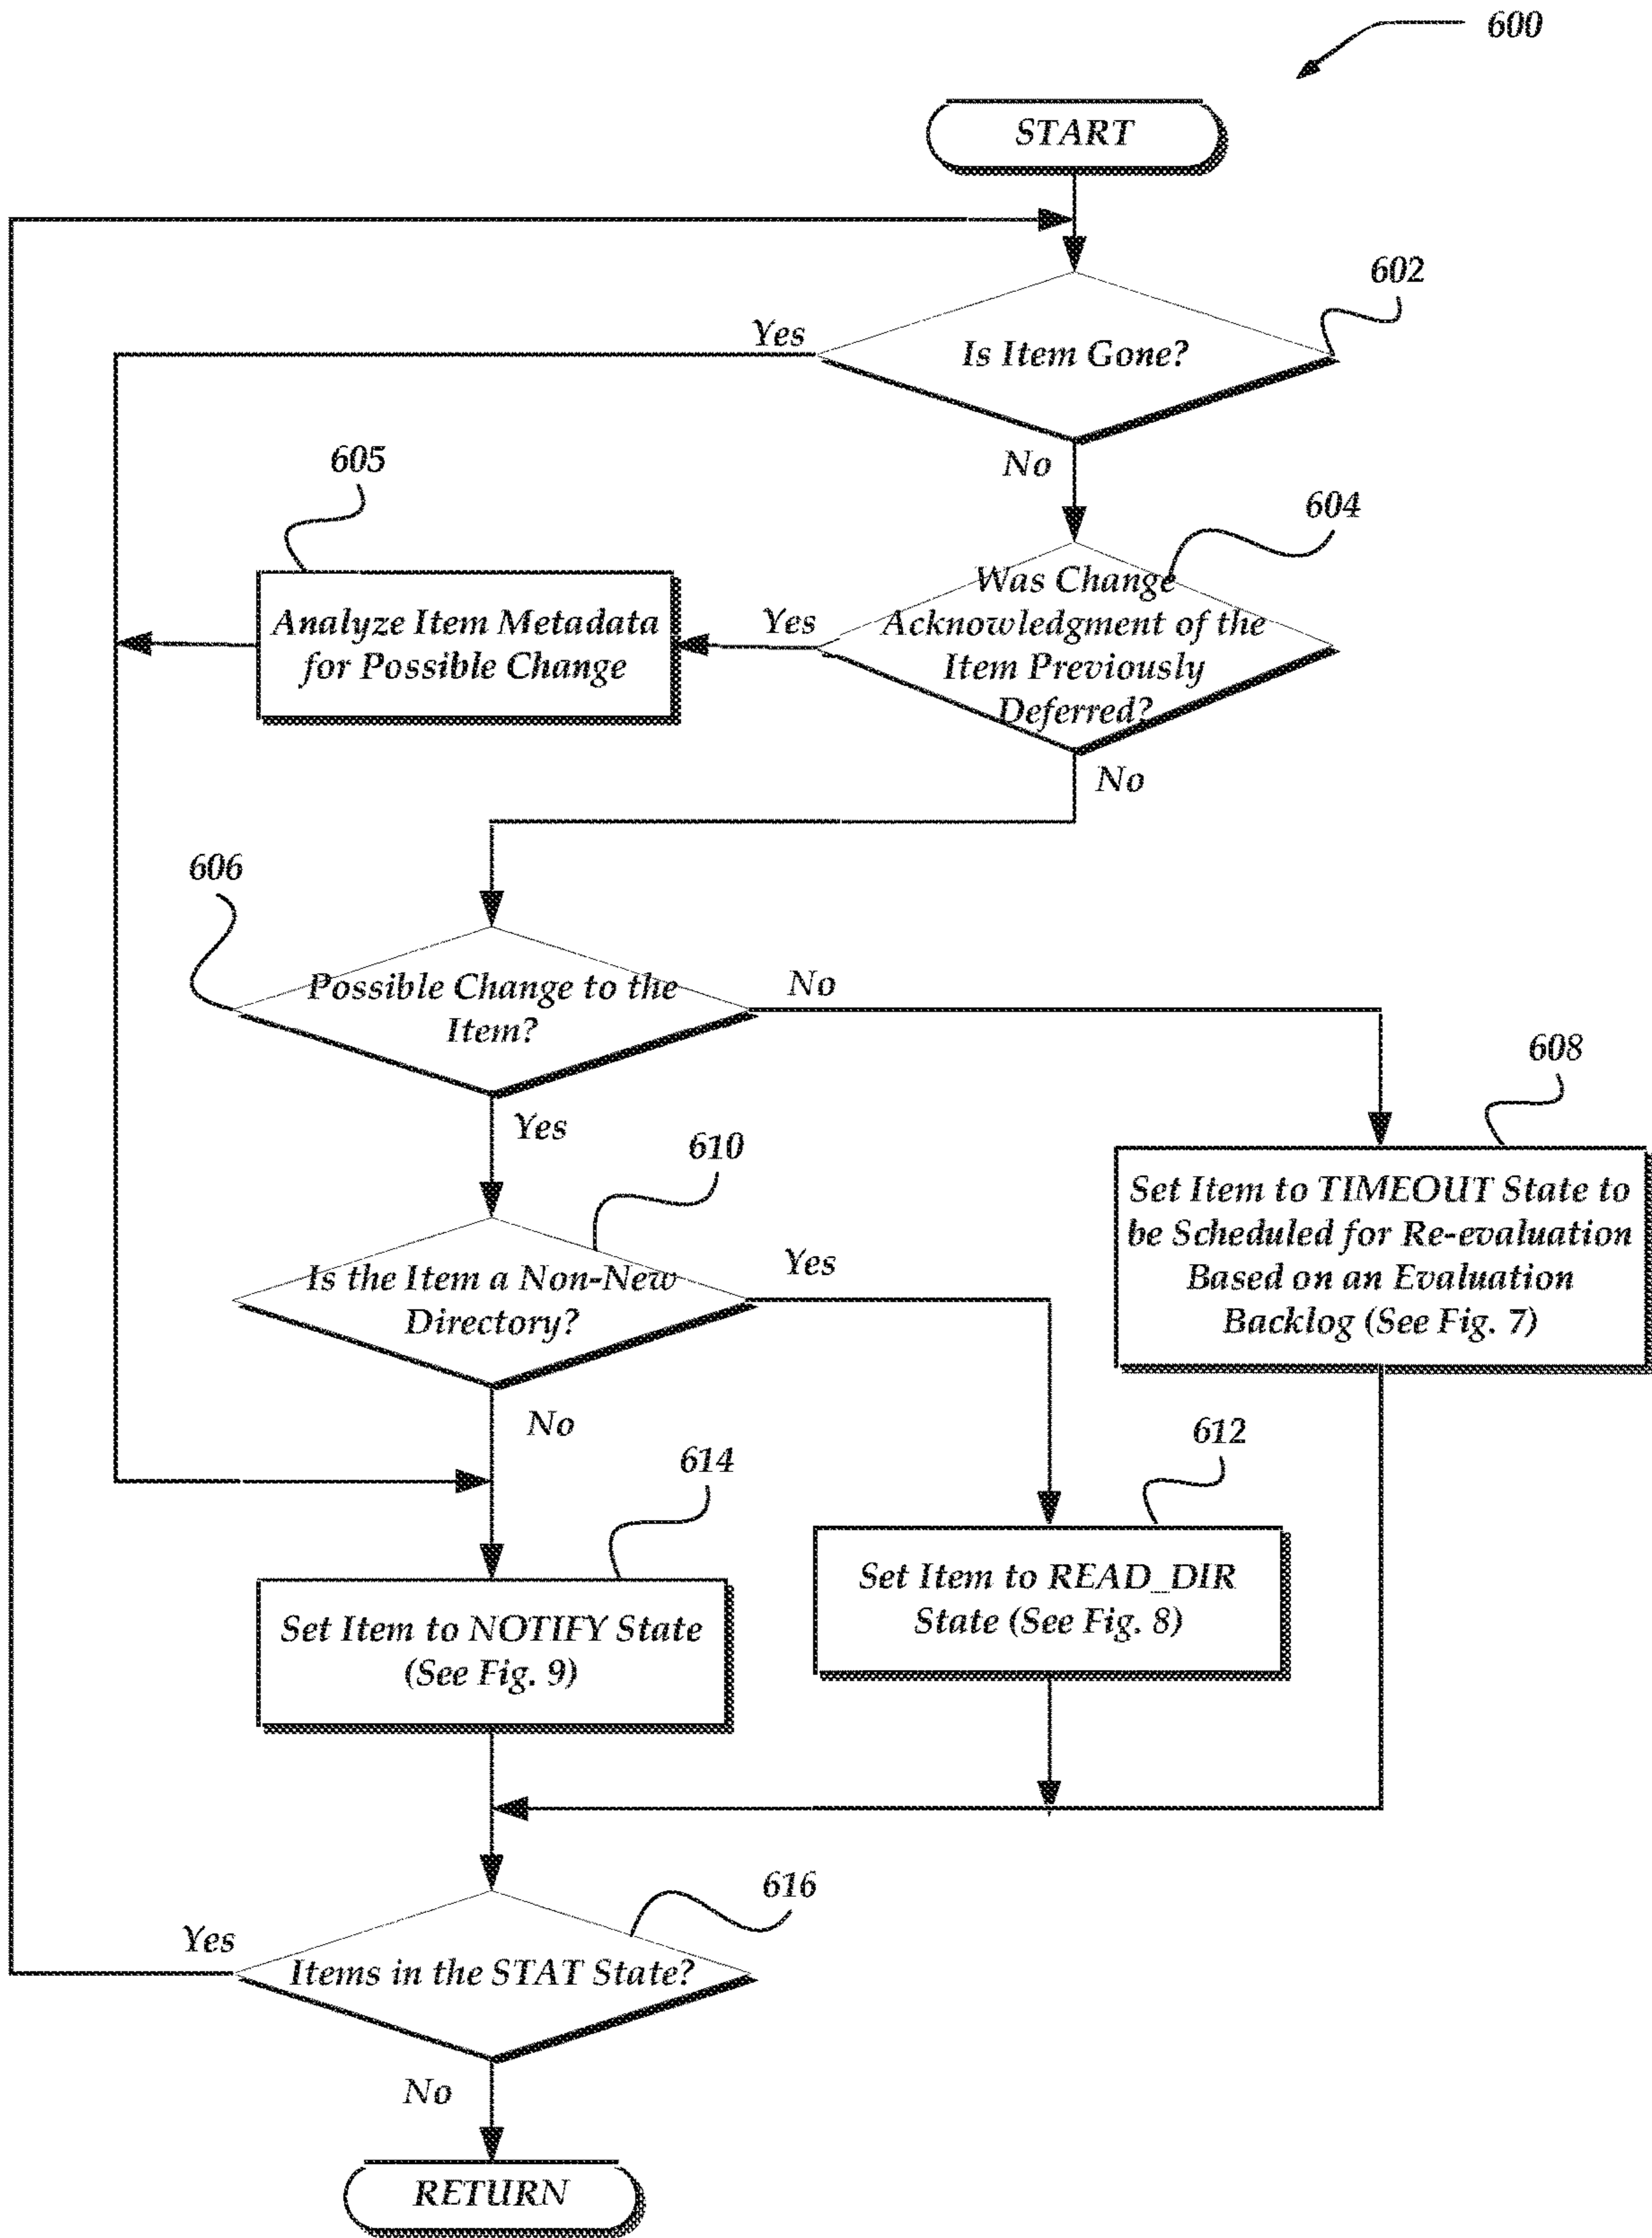 600
START
602
Yes
Is Item Gone?
No
605
604
Analyze Item Metadata
for Possible Change
Yes
Was Change
Acknowledgment of the
Item Previously
Deferred?
No
606
Possible Change to the
Item?
No
608
Yes
610
Set Item to TIMEOUT State to
be Scheduled for Re-evaluation
Based on an Evaluation
Backlog (See Fig. 7)
Is the Item a Non-New
Directory?
Yes
No
614
612
Set Item to NOTIFY State
(See Fig. 9)
Set Item to READ_DIR
State (See Fig. 8)
616
Yes
Items in the STAT State?
No
RETURN